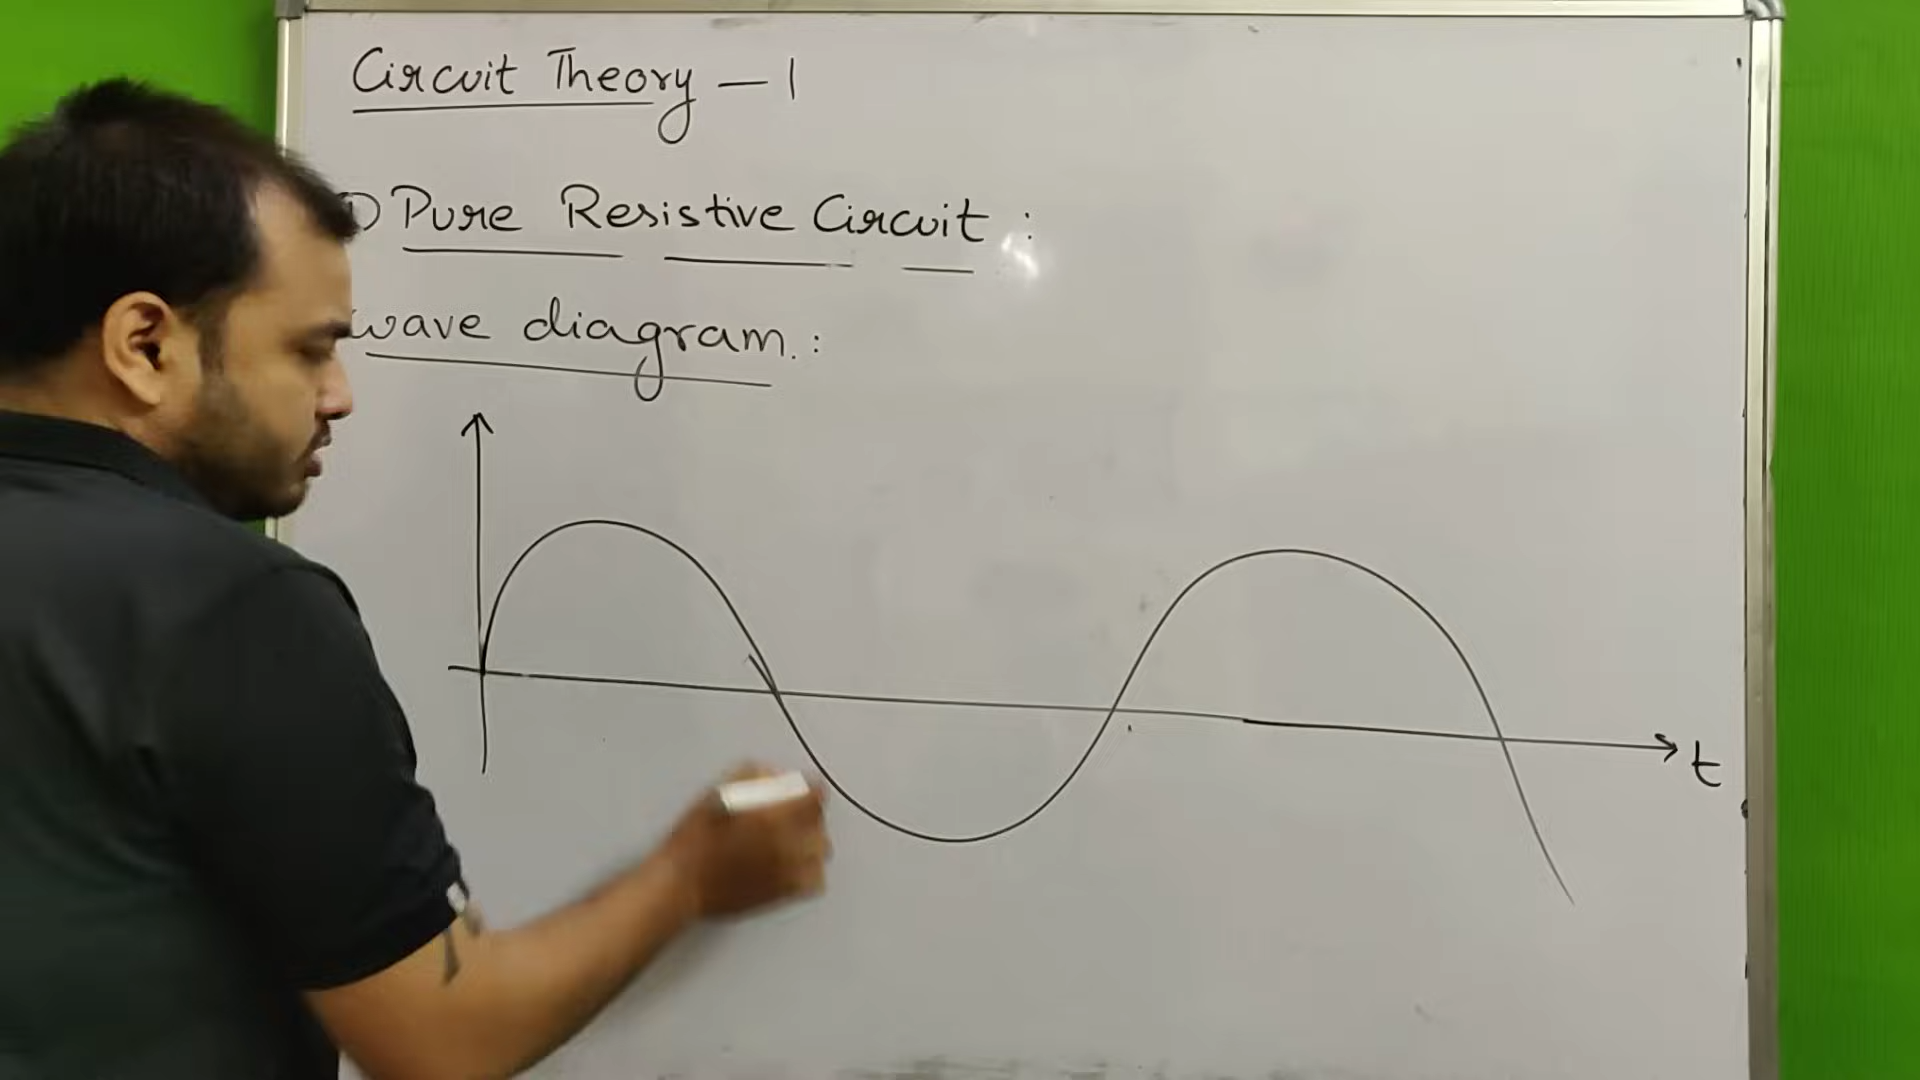 Circuit Theory - 1
Pure Resistive Circuit :
wave diagram. :
t